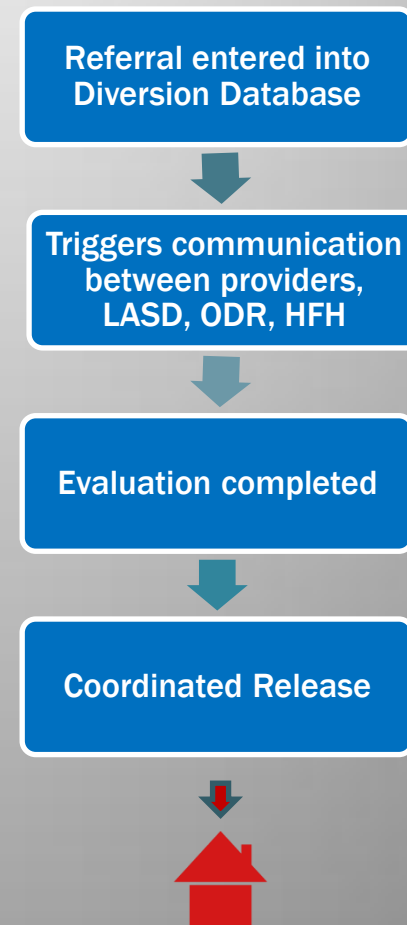 Referral entered into
Diversion Database
Triggers communication
between providers,
LASD, ODR, HFH
Evaluation completed
Coordinated Release